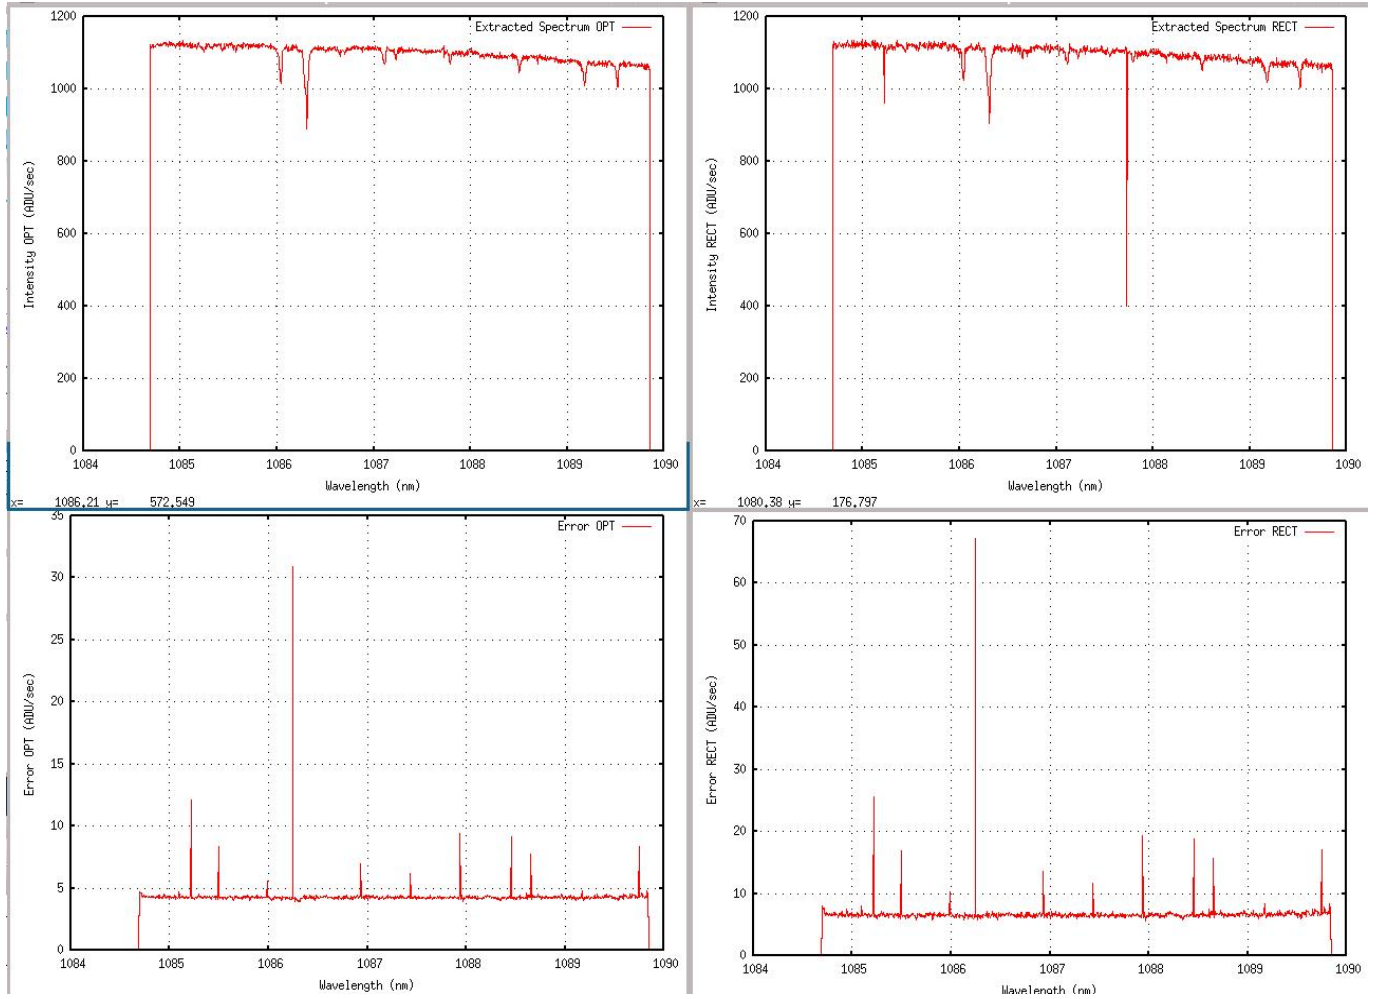 Extracted Spectrum OPT
1200
1000
800
600
400
200
0
Intensity OPT (ADU/sec)
1084 1085 1086 1087 1088 1089 1090
Wavelength (nm)
x= 1086,21 y= 572,549
Extracted Spectrum RECT
1200
1000
800
600
400
200
0
Intensity RECT (ADU/sec)
1084 1085 1086 1087 1088 1089 1090
Wavelength (nm)
x= 1080,38 y= 176,797
Error OPT
35
30
25
20
15
10
5
0
Error OPT (ADU/sec)
1084 1085 1086 1087 1088 1089 1090
Wavelength (nm)
Error RECT
70
60
50
40
30
20
10
0
Error RECT (ADU/sec)
1084 1085 1086 1087 1088 1089 1090
Wavelength (nm)